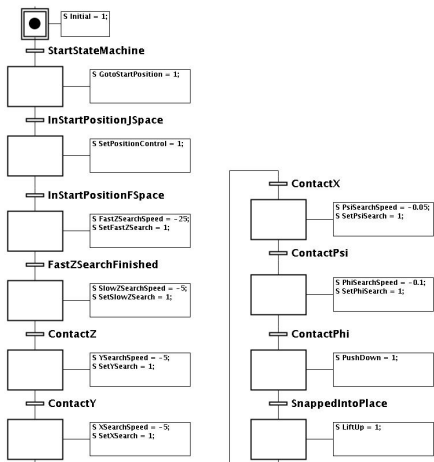 S Initial = 1;
StartStateMachine
S GotoStartPosition = 1;
InStartPositionJSpace
S SetPositionControl = 1;
InStartPositionFSpace
S FastZSearchSpeed = -25;
S SetFastZSearch = 1;
FastZSearchFinished
S SlowZSearchSpeed = -5;
S SetSlowZSearch = 1;
ContactZ
S YSearchSpeed = -5;
S SetYSearch = 1;
ContactY
S XSearchSpeed = -5;
S SetXSearch = 1;
ContactX
S PsiSearchSpeed = -0.05;
S SetPsiSearch = 1;
ContactPsi
S PhiSearchSpeed = -0.1;
S SetPhiSearch = 1;
ContactPhi
S PushDown = 1;
SnappedIntoPlace
S LiftUp = 1;